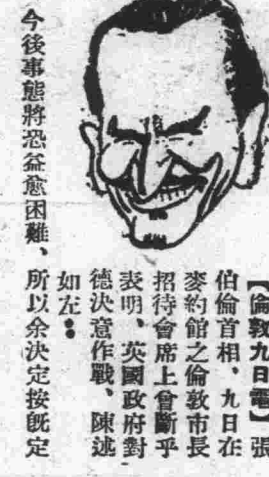 【倫敦九日電】張
伯倫首相、九日在
麥約館之倫敦市長
招待會席上曾斷乎
表明、英國政府對
德決意作戰、陳述
如左：
今後事態將恐益愈困難、所以余決定按既定